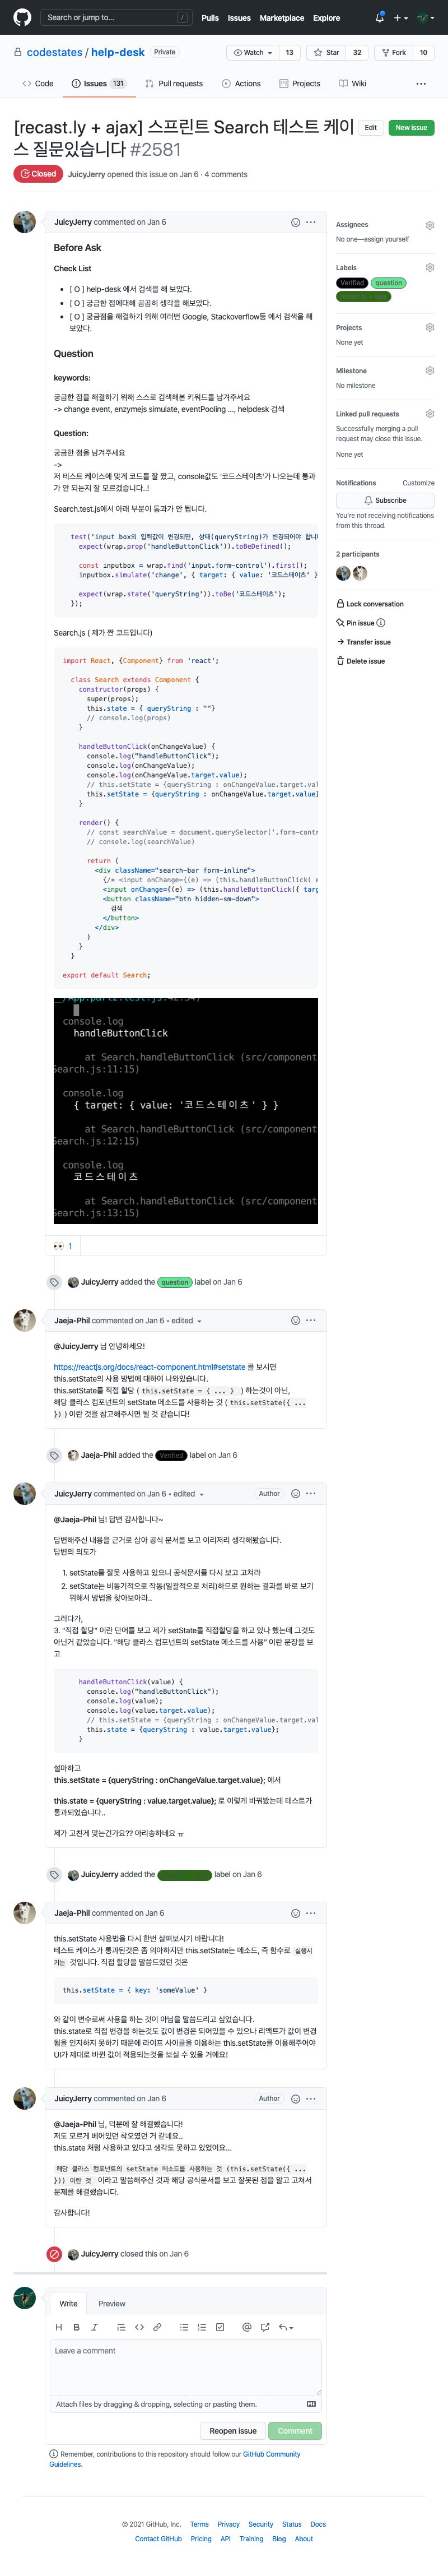 Search or jump to...
/
Pulls Issues Marketplace Explore
codestates / help-desk Private
Watch 13 Star 32 Fork 10
Code Issues 131 Pull requests Actions Projects Wiki
[recast.ly + ajax] 스프린트 Search 테스트 케이
스 질문있습니다 #2581
Edit New issue
Closed JuicyJerry opened this issue on Jan 6 · 4 comments
JuicyJerry commented on Jan 6
Before Ask
Check List
[ O ] help-desk 에서 검색을 해 보았다.
[ O ] 궁금한 점에대해 곰곰히 생각을 해보았다.
[ O ] 궁금점을 해결하기 위해 여러번 Google, Stackoverflow등 에서 검색을 해
보았다.
Question
keywords:
궁금한 점을 해결하기 위해 스스로 검색해본 키워드를 남겨주세요
-> change event, enzymejs simulate, eventPooling ..., helpdesk 검색
Question:
궁금한 점을 남겨주세요
->
저 테스트 케이스에 맞게 코드를 잘 짰고, console값도 '코드스테이츠'가 나오는데 통과
가 안 되는지 잘 모르겠습니다..!
Search.test.js에서 아래 부분이 통과가 안 됩니다.
test('input box의 입력값이 변경되면, 상태(queryString)가 변경되어야 합니
expect(wrap.prop('handleButtonClick')).toBeDefined();
const inputbox = wrap.find('input.form-control').first();
inputbox.simulate('change', { target: { value: '코드스테이츠' }
expect(wrap.state('queryString')).toBe('코드스테이츠');
});
Search.js ( 제가 짠 코드입니다)
import React, {Component} from 'react';
class Search extends Component {
constructor(props) {
super(props);
this.state = { queryString : ""}
// console.log(props)
}
handleButtonClick(onChangeValue) {
console.log("handleButtonClick");
console.log(onChangeValue);
console.log(onChangeValue.target.value);
// this.setState = {queryString : onChangeValue.target.val
this.setState = {queryString : onChangeValue.target.value}
}
render() {
// const searchValue = document.querySelector('.form-contr
// console.log(searchValue)
return (
<div className="search-bar form-inline">
{/* <input onChange={(e) => (this.handleButtonClick( e
<input onChange={(e) => (this.handleButtonClick({ targ
<button className="btn hidden-sm-down">
검색
</button>
</div>
)
}
}
export default Search;
console.log
handleButtonClick
at Search.handleButtonClick (src/component
Search.js:11:15)
console.log
{ target: { value: '코드스테이츠' } }
at Search.handleButtonClick (src/component
Search.js:12:15)
console.log
코드스테이츠
at Search.handleButtonClick (src/component
Search.js:13:15)
👀 1
JuicyJerry added the question label on Jan 6
Jaeja-Phil commented on Jan 6 • edited
@JuicyJerry 님 안녕하세요!
https://reactjs.org/docs/react-component.html#setstate 를 보시면
this.setState의 사용 방법에 대하여 나와있습니다.
this.setState를 직접 할당 ( this.setState = { ... } ) 하는것이 아닌,
해당 클래스 컴포넌트의 setState 메소드를 사용하는 것 ( this.setState({ ...
}) ) 이란 것을 참고해주시면 될 것 같습니다!
Jaeja-Phil added the Verified label on Jan 6
JuicyJerry commented on Jan 6 • edited Author
@Jaeja-Phil 님! 답변 감사합니다~
답변해주신 내용을 근거로 삼아 공식 문서를 보고 이리저리 생각해봤습니다.
답변의 의도가
1. setState를 잘못 사용하고 있으니 공식문서를 다시 보고 고쳐라
2. setState는 비동기적으로 작동(일괄적으로 처리)하므로 원하는 결과를 바로 보기
위해서 방법을 찾아보아라..
그러다가,
3. "직접 할당" 이란 단어를 보고 제가 setState를 직접할당을 하고 있나 했는데 그것도
아닌거 같았습니다. "해당 클래스 컴포넌트의 setState 메소드를 사용" 이란 문장을 보
고
handleButtonClick(value) {
console.log("handleButtonClick");
console.log(value);
console.log(value.target.value);
// this.setState = {queryString : onChangeValue.target.val
this.state = {queryString : value.target.value};
}
설마하고
this.setState = {queryString : onChangeValue.target.value}; 에서
this.state = {queryString : value.target.value}; 로 이렇게 바꿔봤는데 테스트가
통과되었습니다..
제가 고친게 맞는건가요?? 아리송하네요 ㅠ
JuicyJerry added the label on Jan 6
Jaeja-Phil commented on Jan 6
this.setState 사용법을 다시 한번 살펴보시기 바랍니다!
테스트 케이스가 통과된것은 좀 의아하지만 this.setState는 메소드, 즉 함수로 실행시
키는 것입니다. 직접 할당을 말씀드렸던 것은
this.setState = { key: 'someValue' }
와 같이 변수로써 사용을 하는 것이 아님을 말씀드리고 싶었습니다.
this.state로 직접 변경을 하는것도 값이 변경은 되어있을 수 있으나 리액트가 값이 변경
됨을 인지하지 못하기 때문에 라이프 사이클을 이용하는 this.setState를 이용해주어야
UI가 제대로 바뀐 값이 적용되는것을 보실 수 있을 거에요!
JuicyJerry commented on Jan 6 Author
@Jaeja-Phil 님, 덕분에 잘 해결했습니다!
저도 모르게 베어있던 착오였던 거 같네요..
this.state 처럼 사용하고 있다고 생각도 못하고 있었어요...
해당 클래스 컴포넌트의 setState 메소드를 사용하는 것 (this.setState({ ...
})) 이란 것 이라고 말씀해주신 것과 해당 공식문서를 보고 잘못된 점을 알고 고쳐서
문제를 해결했습니다.
감사합니다!
JuicyJerry closed this on Jan 6
Write Preview
Leave a comment
Attach files by dragging & dropping, selecting or pasting them.
Reopen issue Comment
Remember, contributions to this repository should follow our GitHub Community
Guidelines.
Assignees
No one—assign yourself
Labels
Verified question
Projects
None yet
Milestone
No milestone
Linked pull requests
Successfully merging a pull
request may close this issue.
None yet
Notifications Customize
Subscribe
You're not receiving notifications
from this thread.
2 participants
Lock conversation
Pin issue
Transfer issue
Delete issue
© 2021 GitHub, Inc. Terms Privacy Security Status Docs
Contact GitHub Pricing API Training Blog About